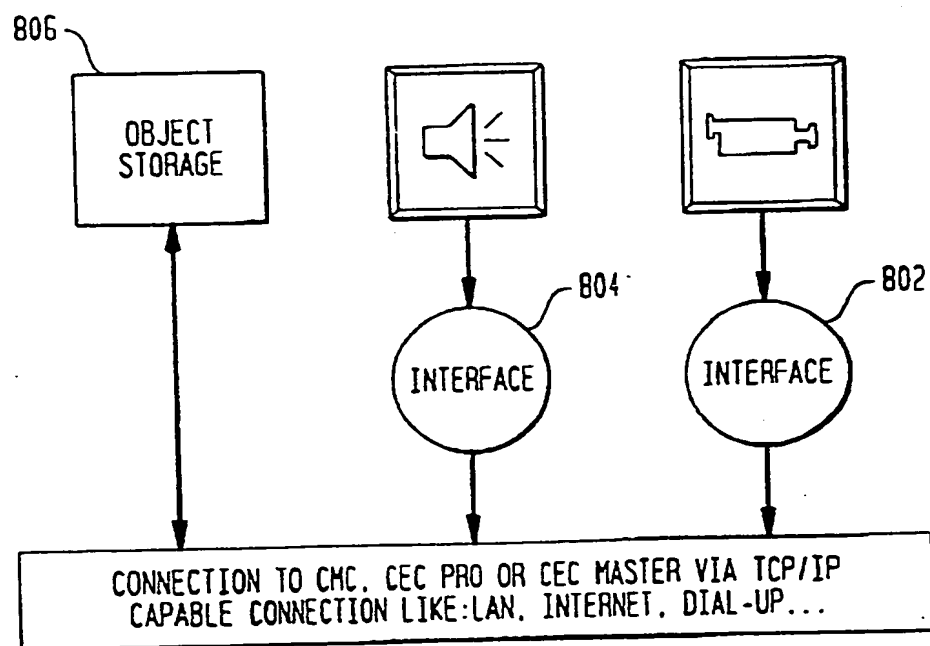 806
OBJECT
STORAGE
804
802
INTERFACE
INTERFACE
CONNECTION TO CMC, CEC PRO OR CEC MASTER VIA TCP/IP
CAPABLE CONNECTION LIKE:LAN, INTERNET, DIAL-UP...